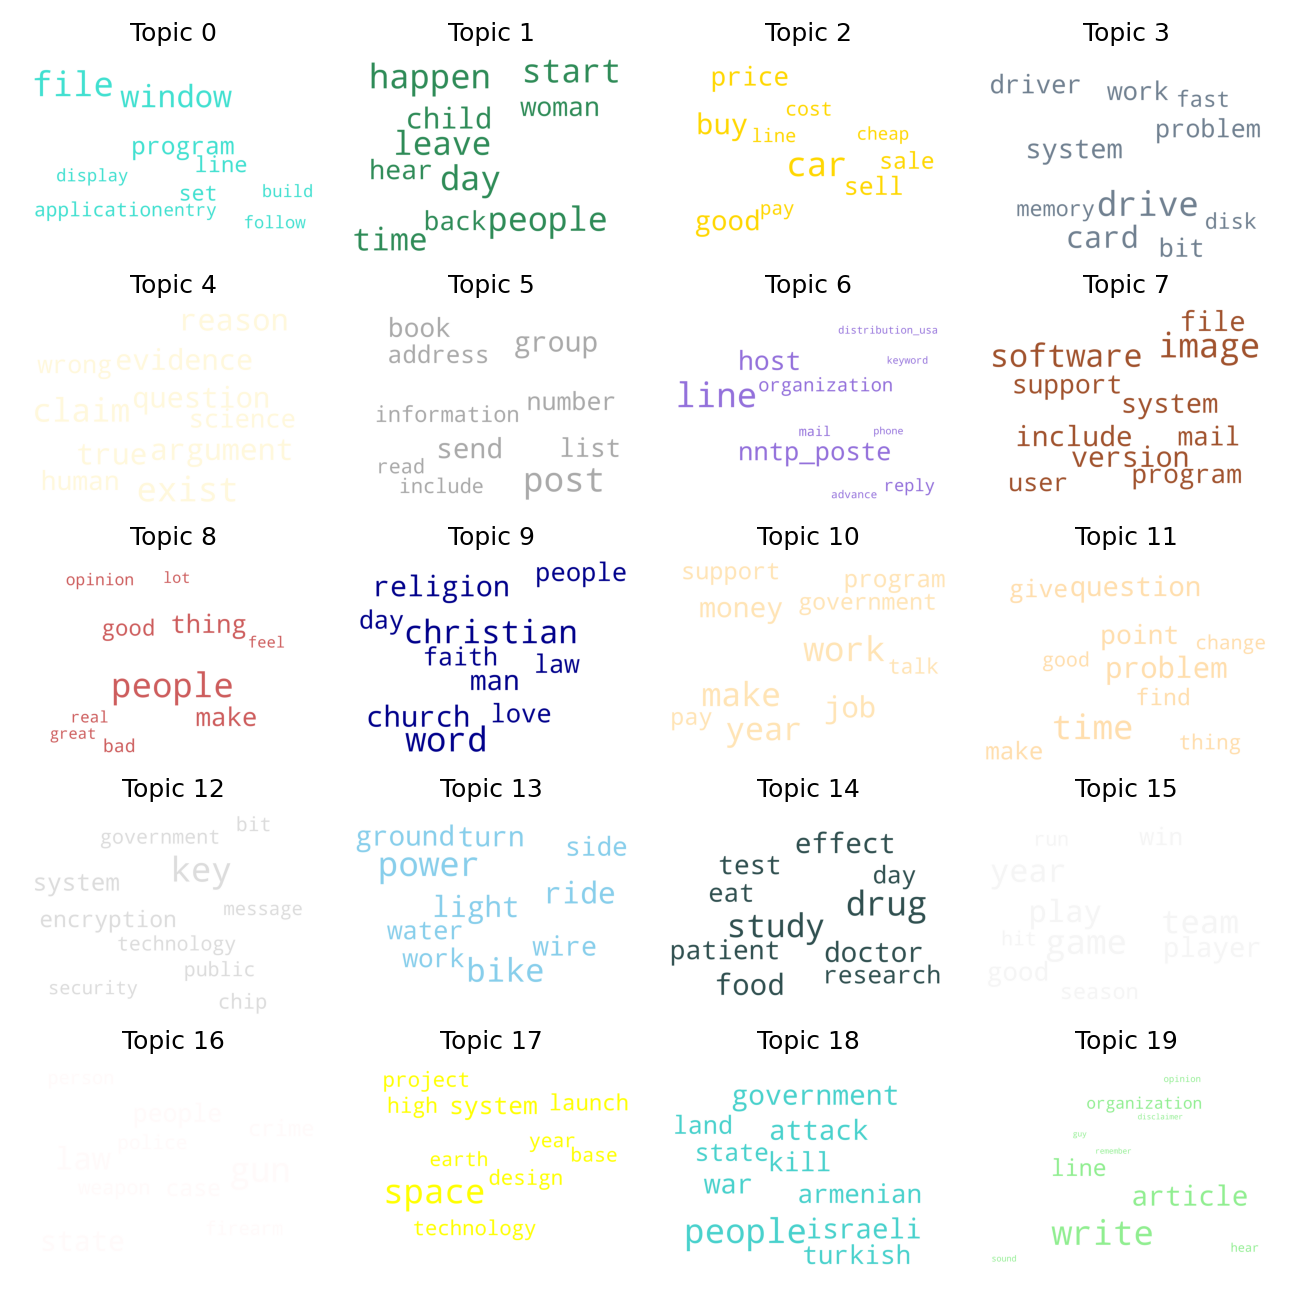 Topic 0
file
window
program
line
display
set
build
application
entry
follow
Topic 1
happen
start
woman
child
leave
hear
day
back
people
time
Topic 2
price
cost
buy
line
cheap
car
sale
sell
pay
good
Topic 3
driver
work
fast
problem
system
memory
drive
disk
card
bit
Topic 4
reason
wrong
evidence
claim
question
science
true
argument
human
exist
Topic 5
book
group
address
number
information
send
list
read
include
post
Topic 6
distribution_usa
host
keyword
line
organization
mail
phone
nntp_poste
reply
advance
Topic 7
file
software
image
support
system
include
mail
version
program
user
Topic 8
opinion
lot
good
thing
feel
people
real
make
great
bad
Topic 9
people
religion
day
christian
faith
law
man
church
love
word
Topic 10
support
program
money
government
work
talk
make
job
pay
year
Topic 11
give
question
point
change
good
problem
find
time
thing
make
Topic 12
government
bit
key
system
encryption
message
technology
public
security
chip
Topic 13
ground
turn
side
power
light
ride
water
wire
work
bike
Topic 14
effect
test
day
eat
drug
study
patient
doctor
research
food
Topic 15
run
win
year
play
team
hit
game
player
good
season
Topic 16
person
people
crime
police
law
gun
weapon
case
firearm
state
Topic 17
project
high
system
launch
year
earth
base
design
space
technology
Topic 18
government
land
attack
state
kill
war
armenian
people
israeli
turkish
Topic 19
opinion
organization
disclaimer
guy
remember
line
article
write
hear
sound